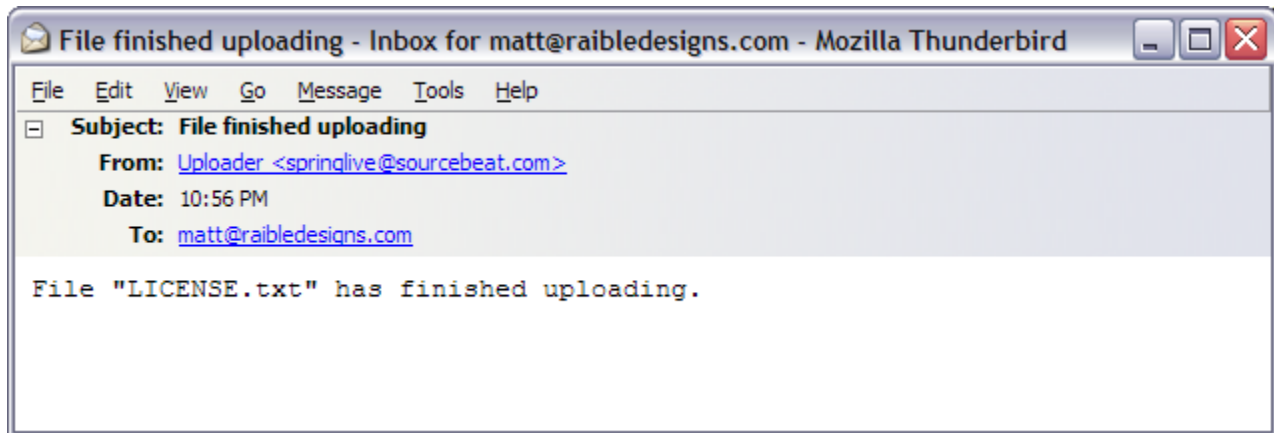 File finished uploading - Inbox for matt@raibledesigns.com - Mozilla Thunderbird
File Edit View Go Message Tools Help
Subject: File finished uploading
From: Uploader <springlive@sourcebeat.com>
Date: 10:56 PM
To: matt@raibledesigns.com
File "LICENSE.txt" has finished uploading.